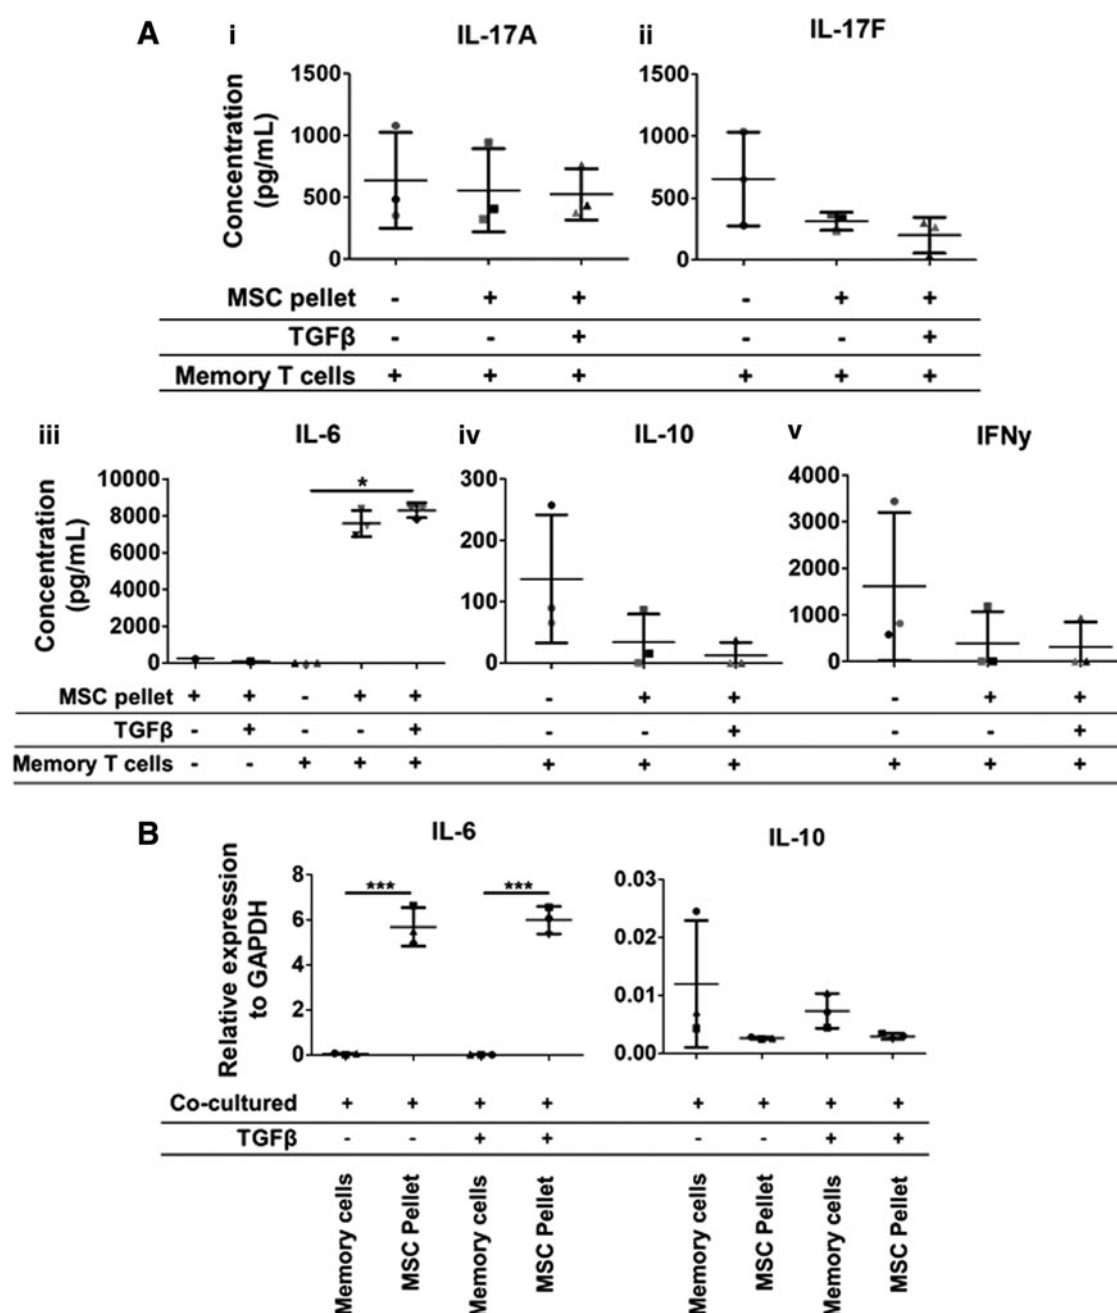 A i IL-17A ii IL-17F
Concentration
(pg/mL)
1500 1500
1000 1000
500 500
0 0
MSC pellet - + + - + +
TGFβ - - + - - +
Memory T cells + + + + + +
iii IL-6 iv IL-10 v IFNy
Concentration
(pg/mL)
10000 300 4000
8000 3000
6000 200 2000
4000 100 1000
2000
0 0 0
*
MSC pellet + + - + + - + + - + +
TGFβ - + - - + - - + - - +
Memory T cells - - + + + + + + + + +
B IL-6 IL-10
Relative expression
to GAPDH
8 0.03
6 0.02
4 0.01
2
0 0.00
*** ***
Co-cultured + + + + + + + +
TGFβ - - + + - - + +
Memory cells MSC Pellet Memory cells MSC Pellet Memory cells MSC Pellet Memory cells MSC Pellet